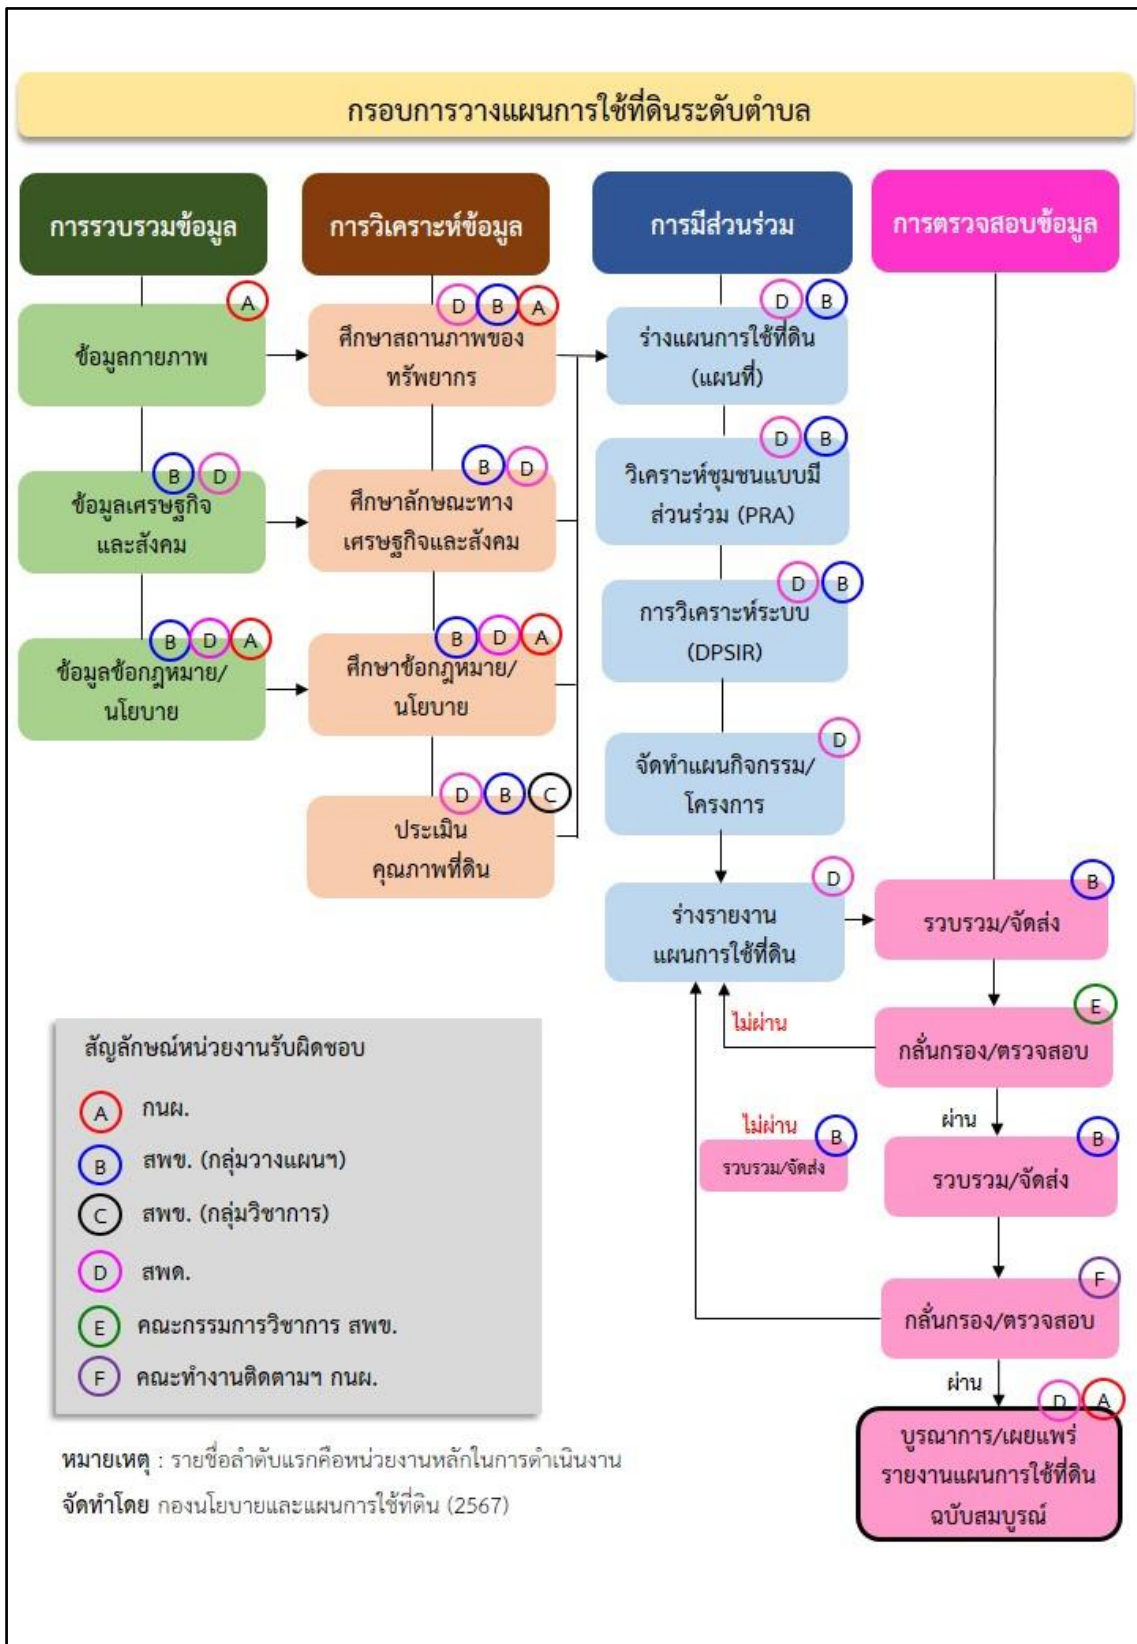 กรอบการวางแผนการใช้ที่ดินระดับตำบล
การรวบรวมข้อมูล
A
ข้อมูลกายภาพ
B D
ข้อมูลเศรษฐกิจ
และสังคม
B D A
ข้อมูลข้อกฎหมาย/
นโยบาย
การวิเคราะห์ข้อมูล
D B A
ศึกษาสถานภาพของ
ทรัพยากร
B D
ศึกษาลักษณะทาง
เศรษฐกิจและสังคม
B D A
ศึกษาข้อกฎหมาย/
นโยบาย
D B C
ประเมิน
คุณภาพที่ดิน
การมีส่วนร่วม
D B
ร่างแผนการใช้ที่ดิน
(แผนที่)
D B
วิเคราะห์ชุมชนแบบมี
ส่วนร่วม (PRA)
D B
การวิเคราะห์ระบบ
(DPSIR)
D
จัดทำแผนกิจกรรม/
โครงการ
D
ร่างรายงาน
แผนการใช้ที่ดิน
การตรวจสอบข้อมูล
B
รวบรวม/จัดส่ง
E
กลั่นกรอง/ตรวจสอบ
ไม่ผ่าน
ผ่าน
B
รวบรวม/จัดส่ง
ไม่ผ่าน
B
รวบรวม/จัดส่ง
F
กลั่นกรอง/ตรวจสอบ
ผ่าน
D A
บูรณาการ/เผยแพร่
รายงานแผนการใช้ที่ดิน
ฉบับสมบูรณ์
สัญลักษณ์หน่วยงานรับผิดชอบ
A กนผ.
B สพข. (กลุ่มวางแผนฯ)
C สพข. (กลุ่มวิชาการ)
D สพด.
E คณะกรรมการวิชาการ สพข.
F คณะทำงานติดตามฯ กนผ.
หมายเหตุ : รายชื่อลำดับแรกคือหน่วยงานหลักในการดำเนินงาน
จัดทำโดย กองนโยบายและแผนการใช้ที่ดิน (2567)